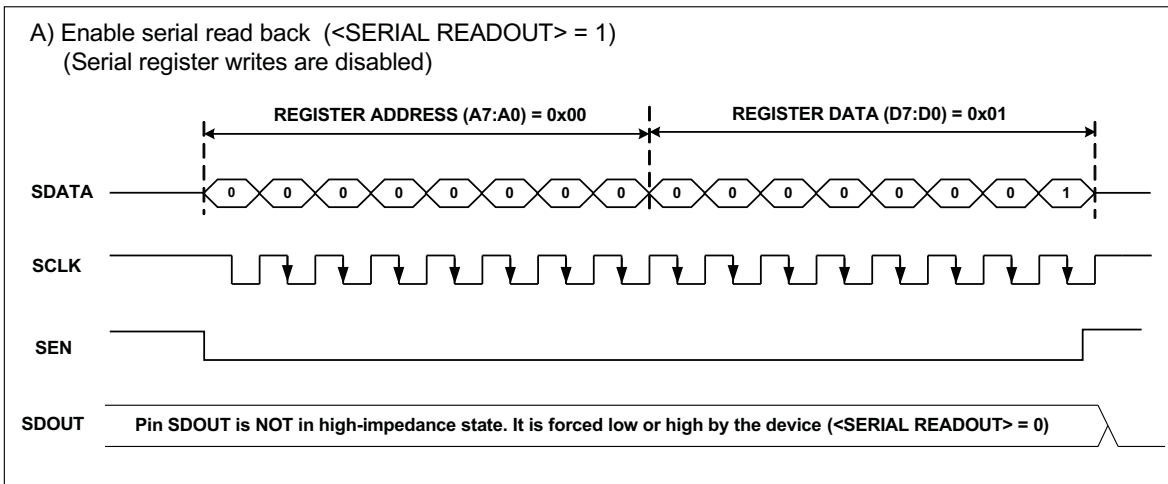 A) Enable serial read back (<SERIAL READOUT> = 1)
(Serial register writes are disabled)
REGISTER ADDRESS (A7:A0) = 0x00
REGISTER DATA (D7:D0) = 0x01
SDATA
0 0 0 0 0 0 0 0 0 0 0 0 0 0 0 1
SCLK
SEN
SDOUT
Pin SDOUT is NOT in high-impedance state. It is forced low or high by the device (<SERIAL READOUT> = 0)